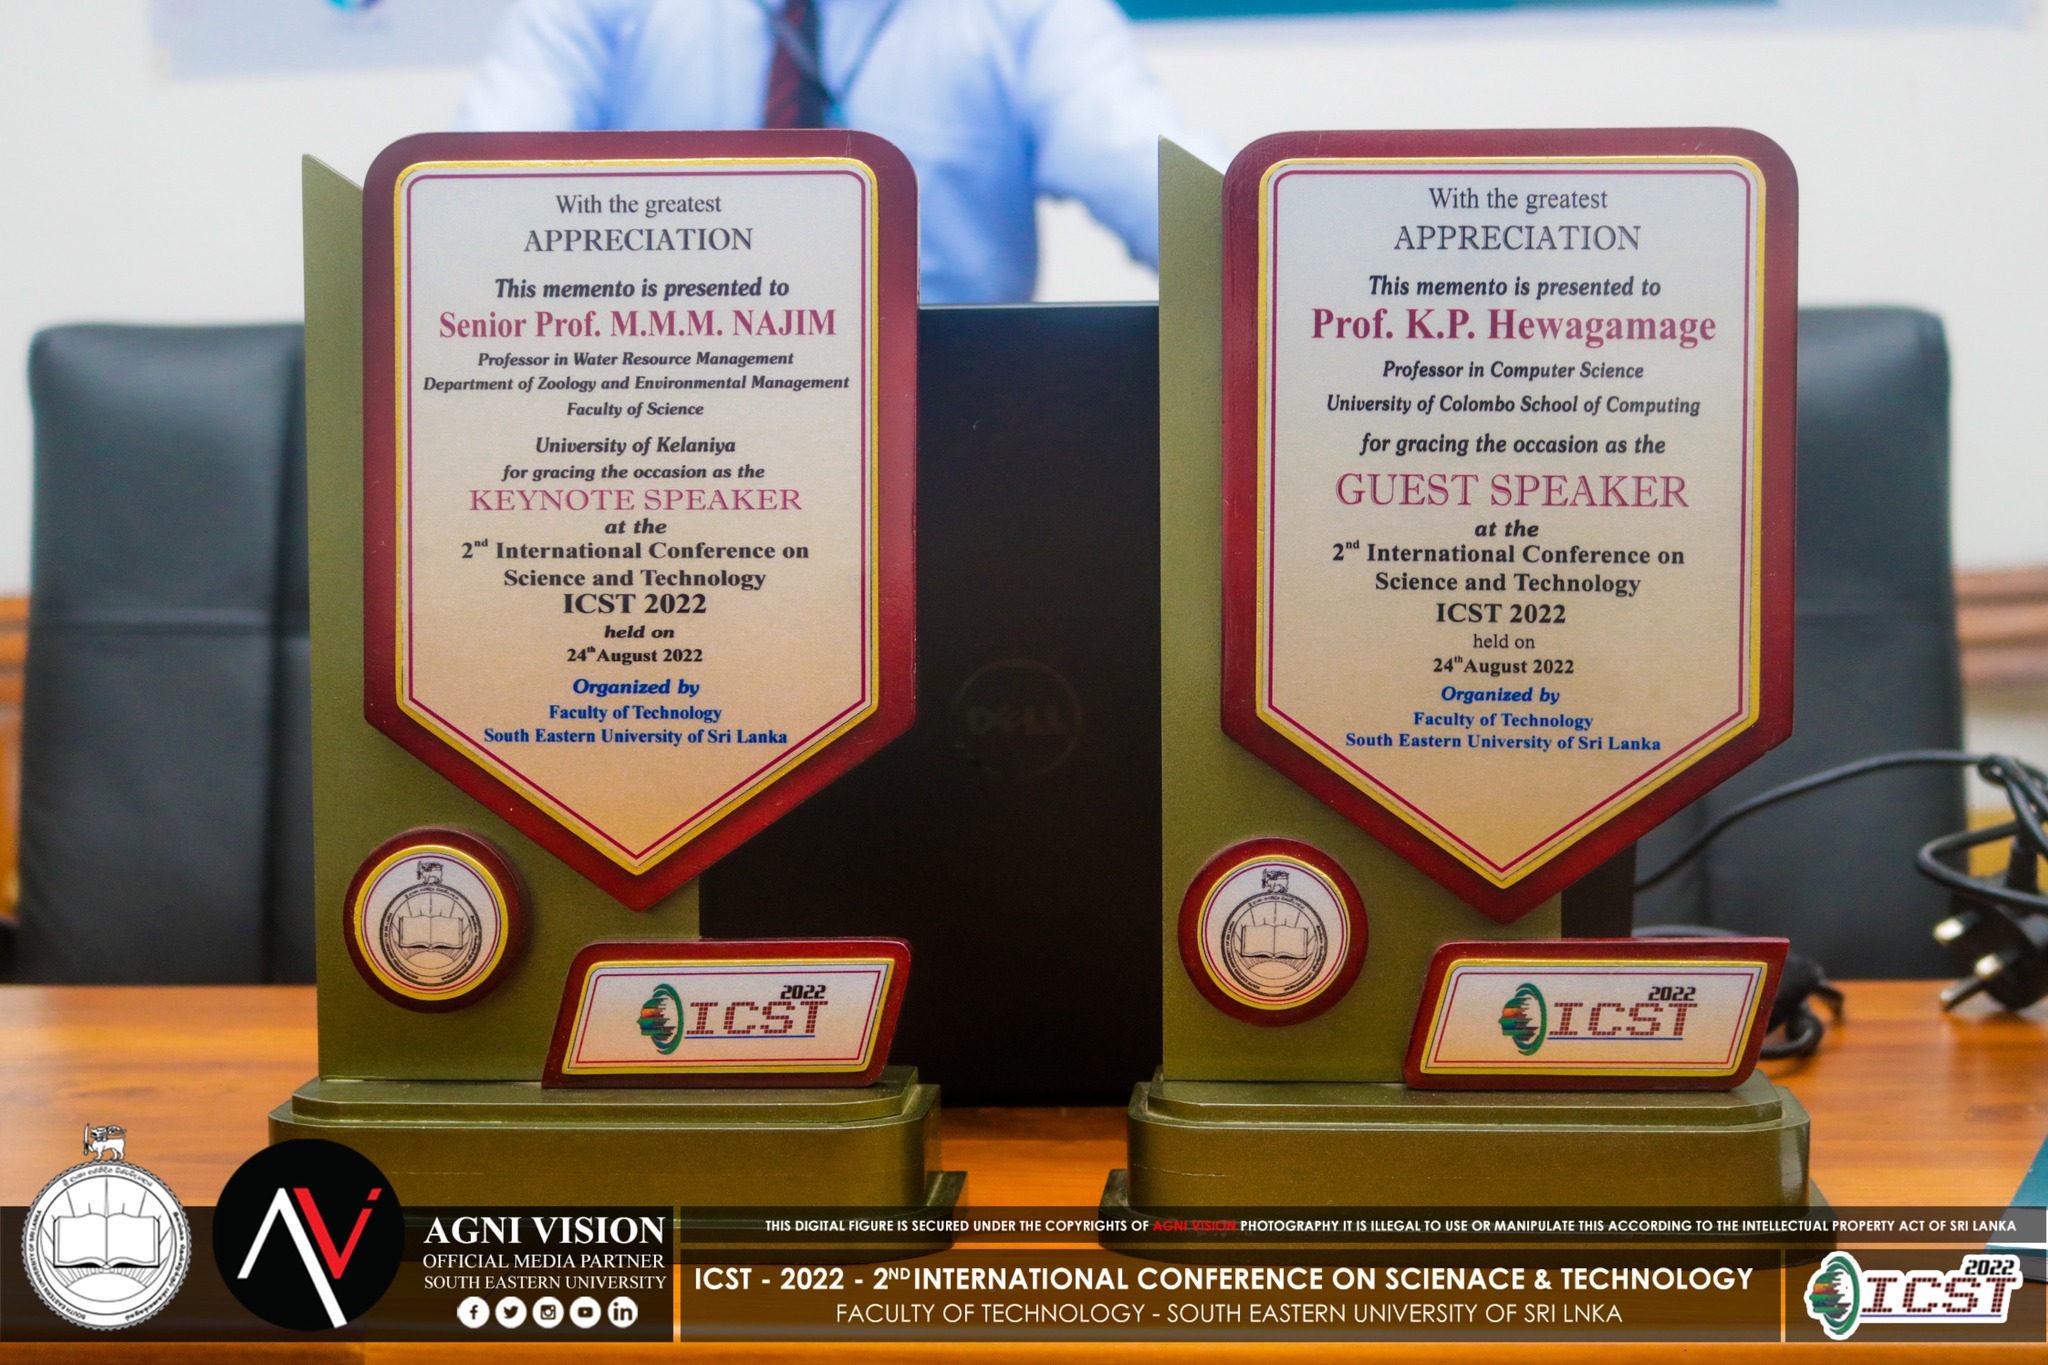 With the greatest
APPRECIATION
This memento is presented to
Senior Prof. M.M.M. NAJIM
Professor in Water Resource Management
Department of Zoology and Environmental Management
Faculty of Science
University of Kelaniya
for gracing the occasion as the
KEYNOTE SPEAKER
at the
2nd International Conference on
Science and Technology
ICST 2022
held on
24th August 2022
Organized by
Faculty of Technology
South Eastern University of Sri Lanka
2022
ICST
With the greatest
APPRECIATION
This memento is presented to
Prof. K.P. Hewagamage
Professor in Computer Science
University of Colombo School of Computing
for gracing the occasion as the
GUEST SPEAKER
at the
2nd International Conference on
Science and Technology
ICST 2022
held on
24th August 2022
Organized by
Faculty of Technology
South Eastern University of Sri Lanka
2022
ICST
DELL
SOUTH EASTERN UNIVERSITY OF SRI LANKA
AGNI VISION
OFFICIAL MEDIA PARTNER
SOUTH EASTERN UNIVERSITY
THIS DIGITAL FIGURE IS SECURED UNDER THE COPYRIGHTS OF AGNI VISION PHOTOGRAPHY IT IS ILLEGAL TO USE OR MANIPULATE THIS ACCORDING TO THE INTELLECTUAL PROPERTY ACT OF SRI LANKA
ICST - 2022 - 2ND INTERNATIONAL CONFERENCE ON SCIENACE & TECHNOLOGY
FACULTY OF TECHNOLOGY - SOUTH EASTERN UNIVERSITY OF SRI LNKA
2022
ICST